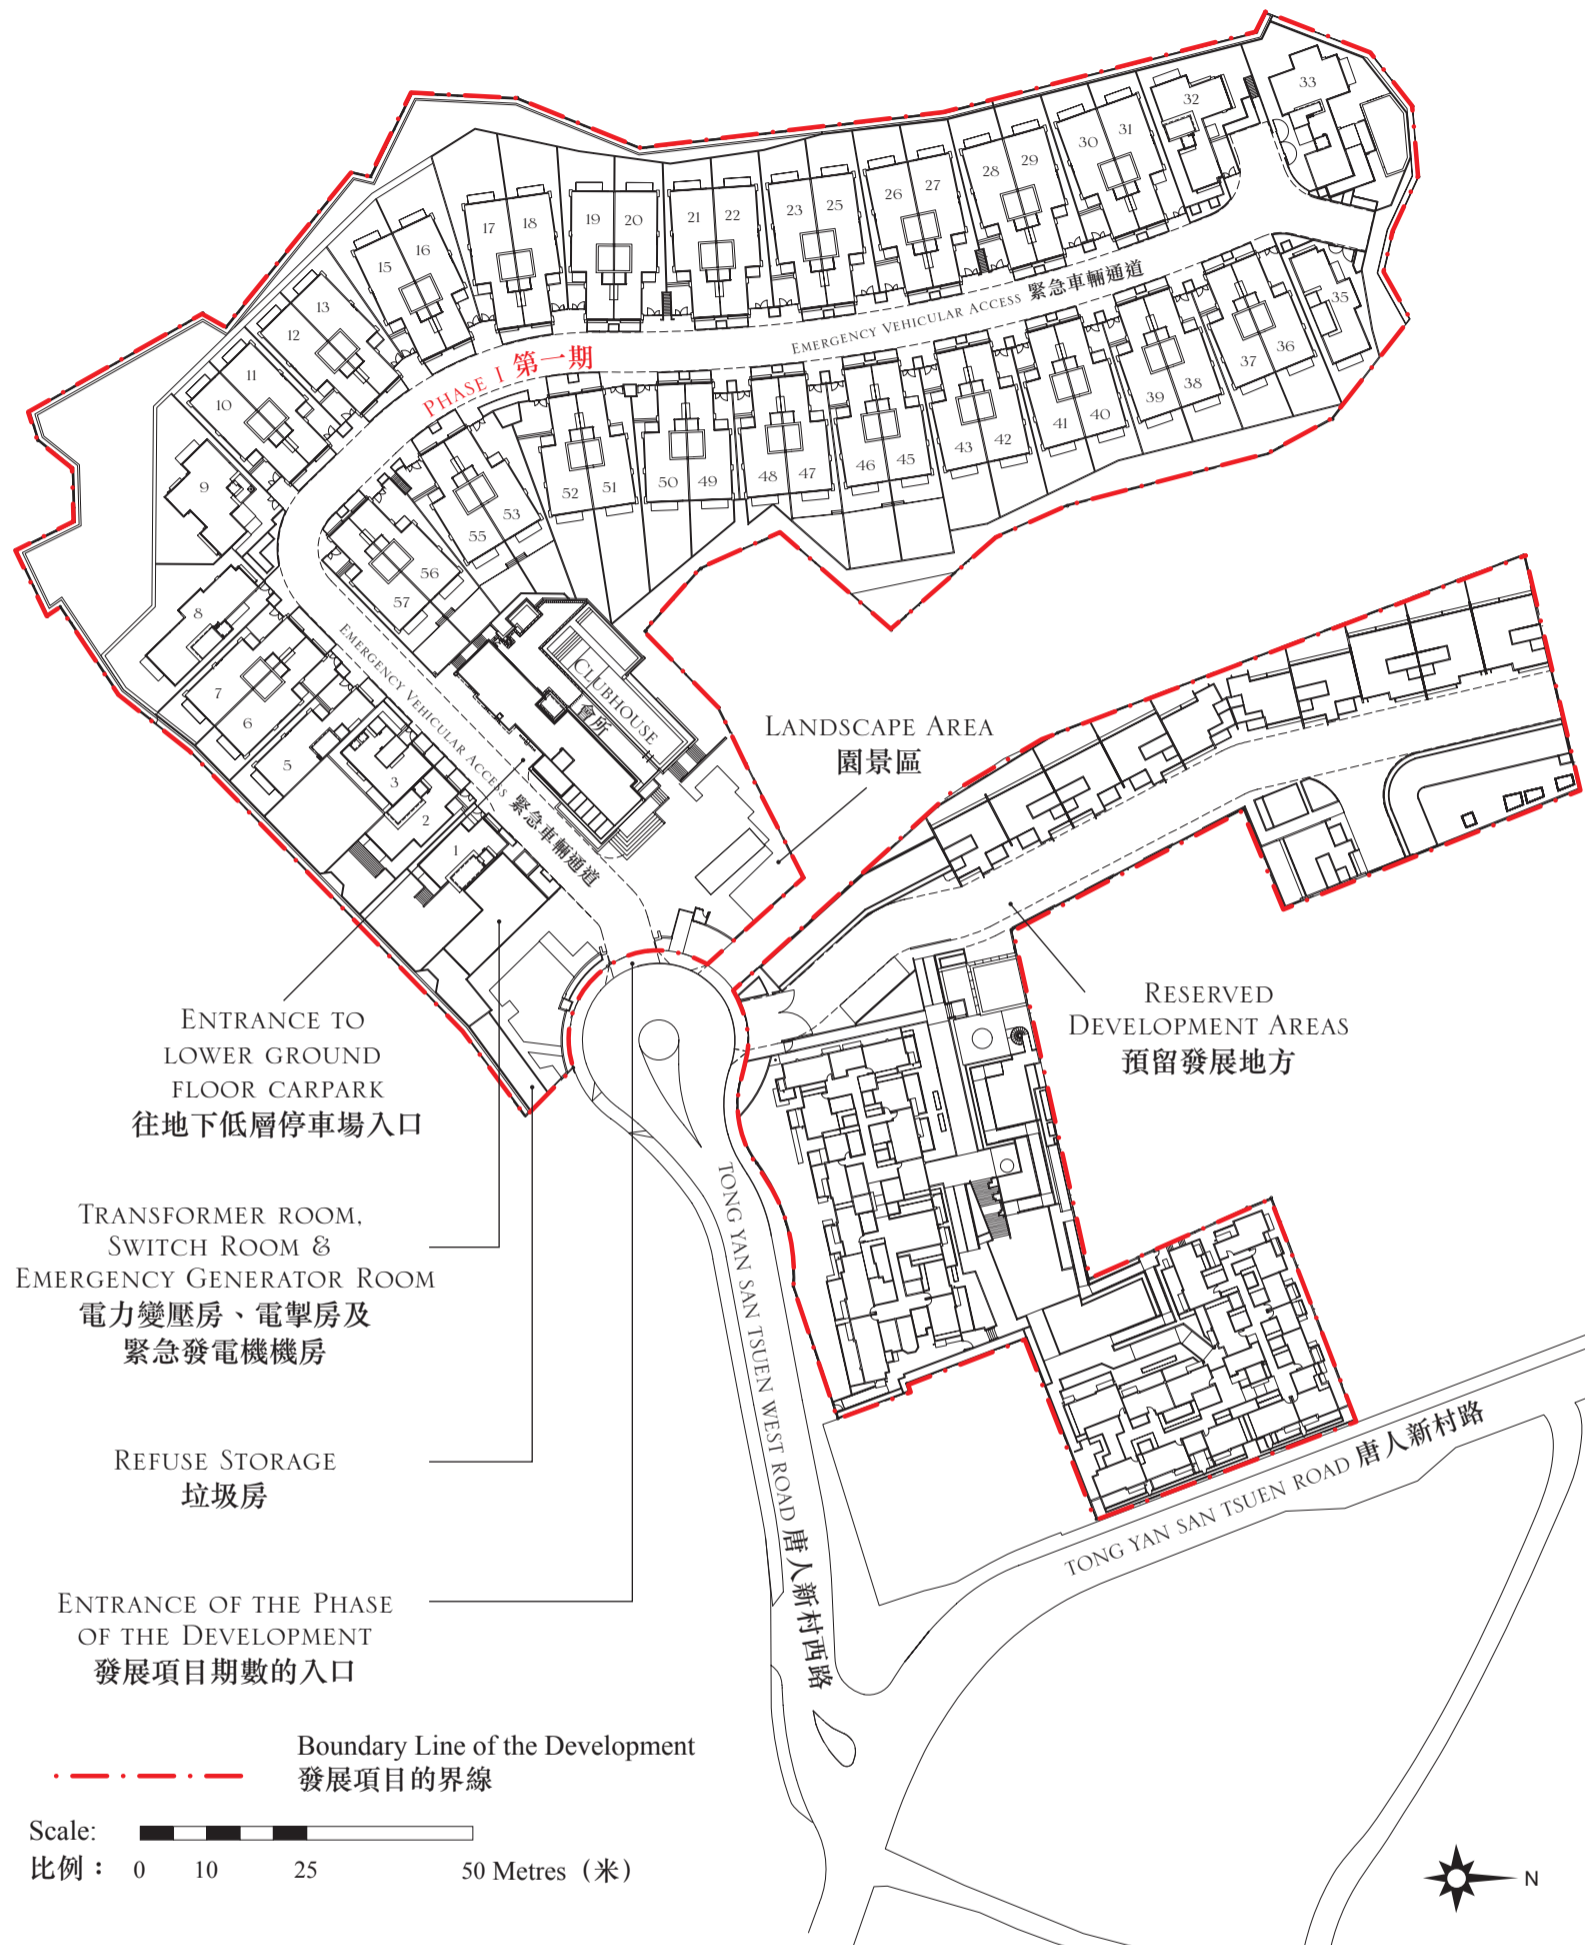 33
32
31
30
29
28
27
26
25
23
22
21
20
19
18
17
16
15
13
12
11
10
9
8
7
6
5
3
2
1
35
36
37
38
39
40
41
42
43
45
46
47
48
49
50
51
52
53
55
56
57
PHASE I 第一期
EMERGENCY VEHICULAR ACCESS 緊急車輛通道
EMERGENCY VEHICULAR ACCESS 緊急車輛通道
CLUBHOUSE
會所
LANDSCAPE AREA
園景區
RESERVED
DEVELOPMENT AREAS
預留發展地方
ENTRANCE TO
LOWER GROUND
FLOOR CARPARK
往地下低層停車場入口
TRANSFORMER ROOM,
SWITCH ROOM &
EMERGENCY GENERATOR ROOM
電力變壓房、電掣房及
緊急發電機機房
REFUSE STORAGE
垃圾房
ENTRANCE OF THE PHASE
OF THE DEVELOPMENT
發展項目期數的入口
TONG YAN SAN TSUEN WEST ROAD 唐人新村西路
TONG YAN SAN TSUEN ROAD 唐人新村路
Boundary Line of the Development
發展項目的界線
Scale:
比例：
0 10 25 50 Metres（米）
N